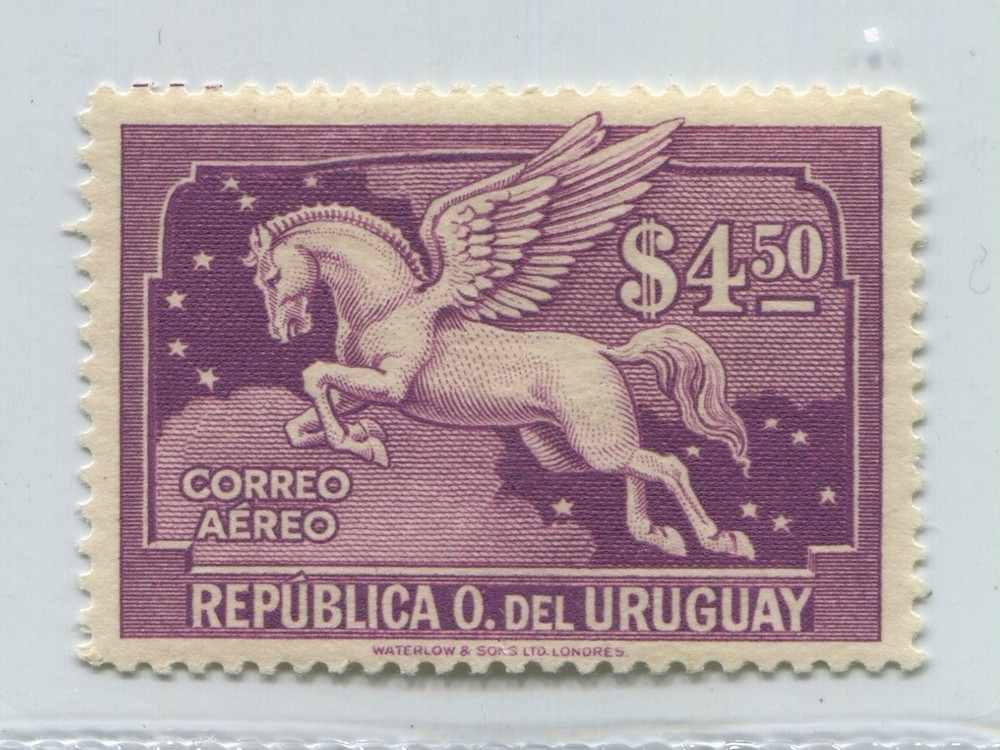 $4.50
CORREO
AÉREO
REPÚBLICA O. DEL URUGUAY
WATERLOW & SONS LTD. LONDRES.